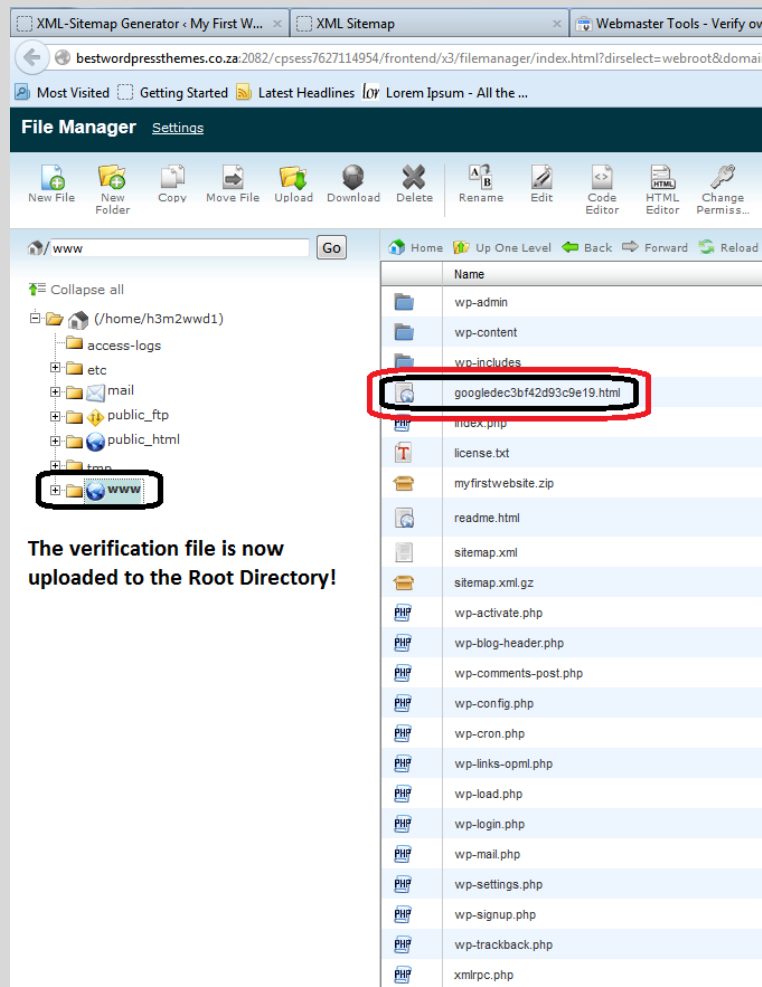 XML-Sitemap Generator ‹ My First W... ×
XML Sitemap ×
Webmaster Tools - Verify ow
bestwordpressthemes.co.za:2082/cpsess7627114954/frontend/x3/filemanager/index.html?dirselect=webroot&domai
Most Visited Getting Started Latest Headlines lor Lorem Ipsum - All the ...
File Manager Settings
New File
New Folder
Copy
Move File
Upload
Download
Delete
Rename
Edit
Code Editor
HTML Editor
Change Permiss...
/ www Go
Home Up One Level Back Forward Reload
Collapse all
(/home/h3m2wwd1)
access-logs
etc
mail
public_ftp
public_html
tmp
www
The verification file is now
uploaded to the Root Directory!
Name
wp-admin
wp-content
wp-includes
googledec3bf42d93c9e19.html
index.php
license.txt
myfirstwebsite.zip
readme.html
sitemap.xml
sitemap.xml.gz
wp-activate.php
wp-blog-header.php
wp-comments-post.php
wp-config.php
wp-cron.php
wp-links-opml.php
wp-load.php
wp-login.php
wp-mail.php
wp-settings.php
wp-signup.php
wp-trackback.php
xmlrpc.php